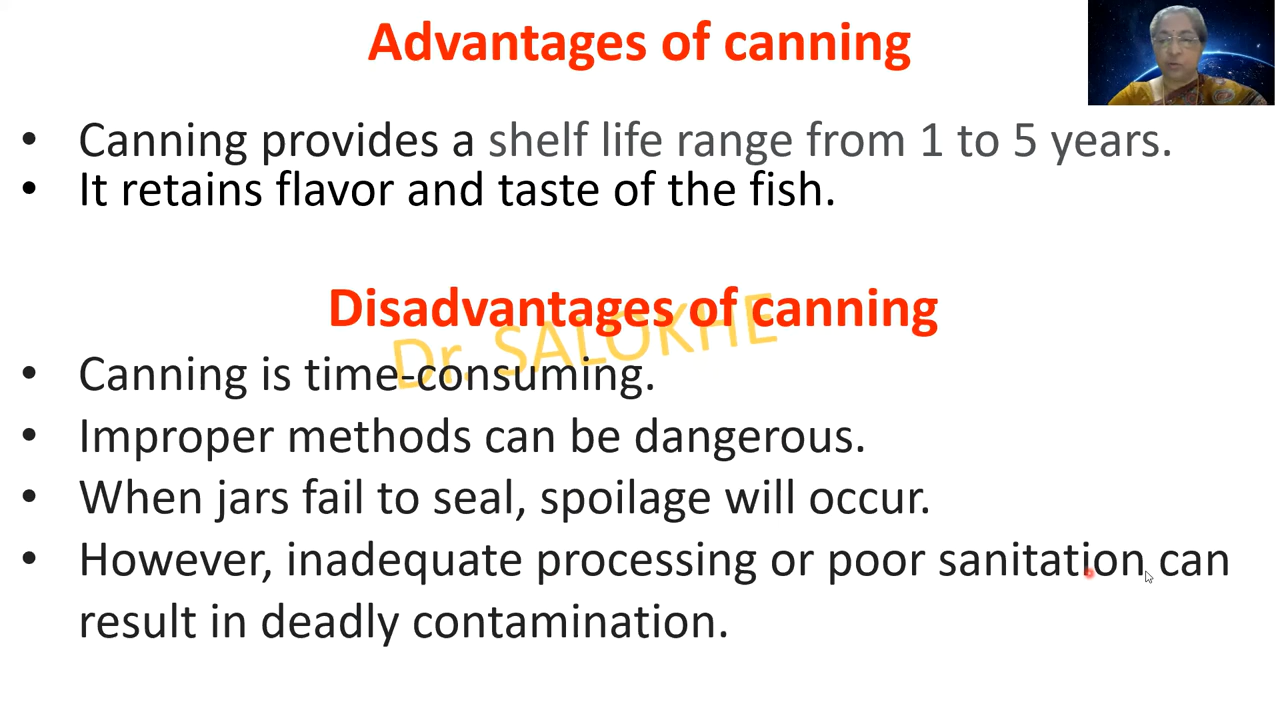 Advantages of canning
• Canning provides a shelf life range from 1 to 5 years.
• It retains flavor and taste of the fish.
Disadvantages of canning
Dr. SALOKHE
• Canning is time-consuming.
• Improper methods can be dangerous.
• When jars fail to seal, spoilage will occur.
• However, inadequate processing or poor sanitation can
result in deadly contamination.